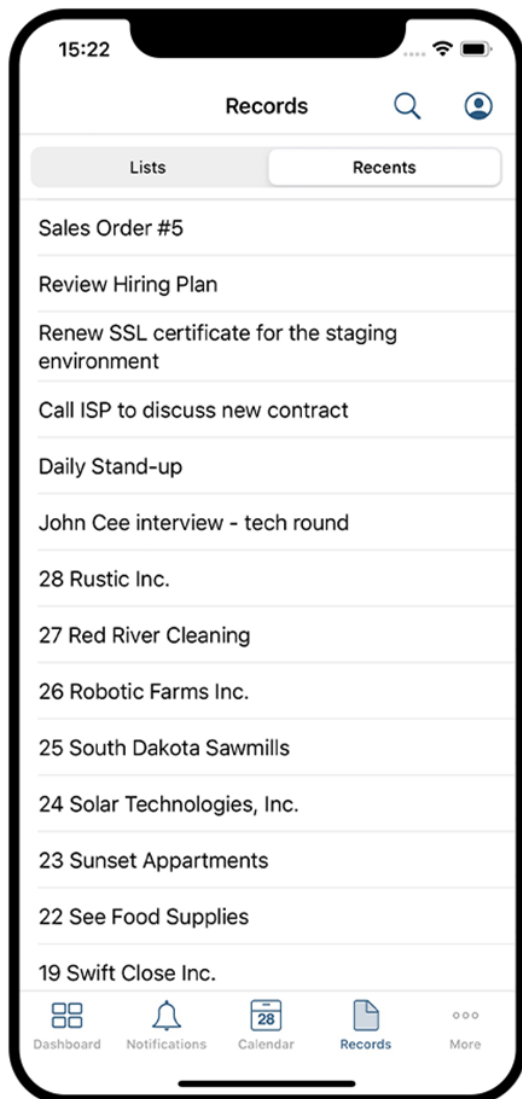 15:22
Records
Lists
Recents
Sales Order #5
Review Hiring Plan
Renew SSL certificate for the staging
environment
Call ISP to discuss new contract
Daily Stand-up
John Cee interview - tech round
28 Rustic Inc.
27 Red River Cleaning
26 Robotic Farms Inc.
25 South Dakota Sawmills
24 Solar Technologies, Inc.
23 Sunset Appartments
22 See Food Supplies
19 Swift Close Inc.
28
Dashboard
Notifications
Calendar
Records
More